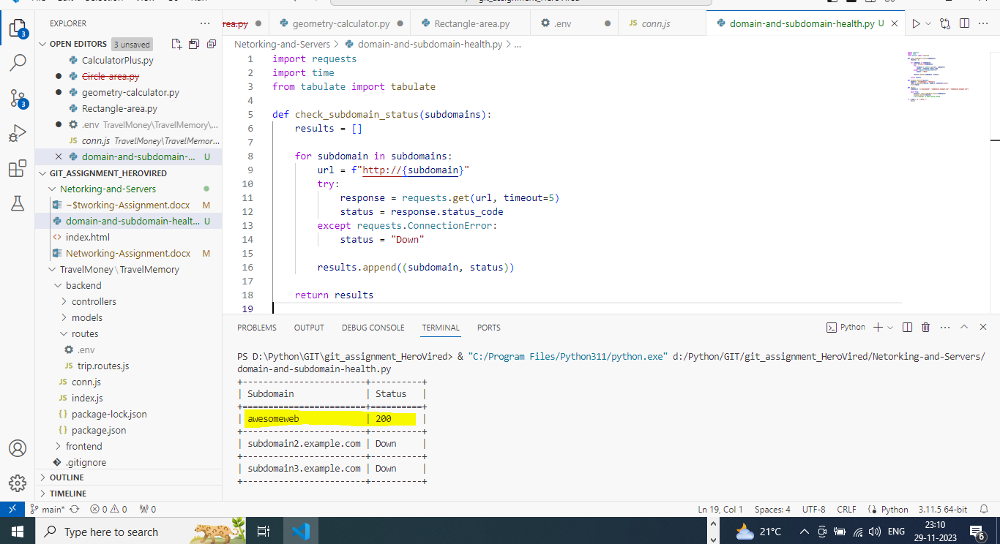 EXPLORER
OPEN EDITORS 3 unsaved
CalculatorPlus.py
Circle-area.py
geometry-calculator.py
Rectangle-area.py
.env TravelMoney\TravelMemory\...
conn.js TravelMoney\TravelMemor...
domain-and-subdomain-... U
GIT_ASSIGNMENT_HEROVIRED
Netorking-and-Servers
~$tworking-Assignment.docx M
domain-and-subdomain-healt... U
index.html
Networking-Assignment.docx M
TravelMoney \ TravelMemory
backend
controllers
models
routes
.env
trip.routes.js
conn.js
index.js
package-lock.json
package.json
frontend
.gitignore
OUTLINE
TIMELINE
3
3
rea.py
geometry-calculator.py
Rectangle-area.py
.env
conn.js
domain-and-subdomain-health.py U
Netorking-and-Servers > domain-and-subdomain-health.py > ...
1 import requests
2 import time
3 from tabulate import tabulate
4
5 def check_subdomain_status(subdomains):
6 results = []
7
8 for subdomain in subdomains:
9 url = f"http://{subdomain}"
10 try:
11 response = requests.get(url, timeout=5)
12 status = response.status_code
13 except requests.ConnectionError:
14 status = "Down"
15
16 results.append((subdomain, status))
17
18 return results
19
PROBLEMS OUTPUT DEBUG CONSOLE TERMINAL PORTS
Python
PS D:\Python\GIT\git_assignment_HeroVired> & "C:/Program Files/Python311/python.exe" d:/Python/GIT/git_assignment_HeroVired/Netorking-and-Servers/
domain-and-subdomain-health.py
+------------------------+----------+
| Subdomain | Status |
+========================+==========+
| awesomeweb | 200 |
+------------------------+----------+
| subdomain2.example.com | Down |
+------------------------+----------+
| subdomain3.example.com | Down |
+------------------------+----------+
main* 0 0 0
Ln 19, Col 1 Spaces: 4 UTF-8 CRLF Python 3.11.5 64-bit
Type here to search
21°C
ENG
23:10
29-11-2023
6